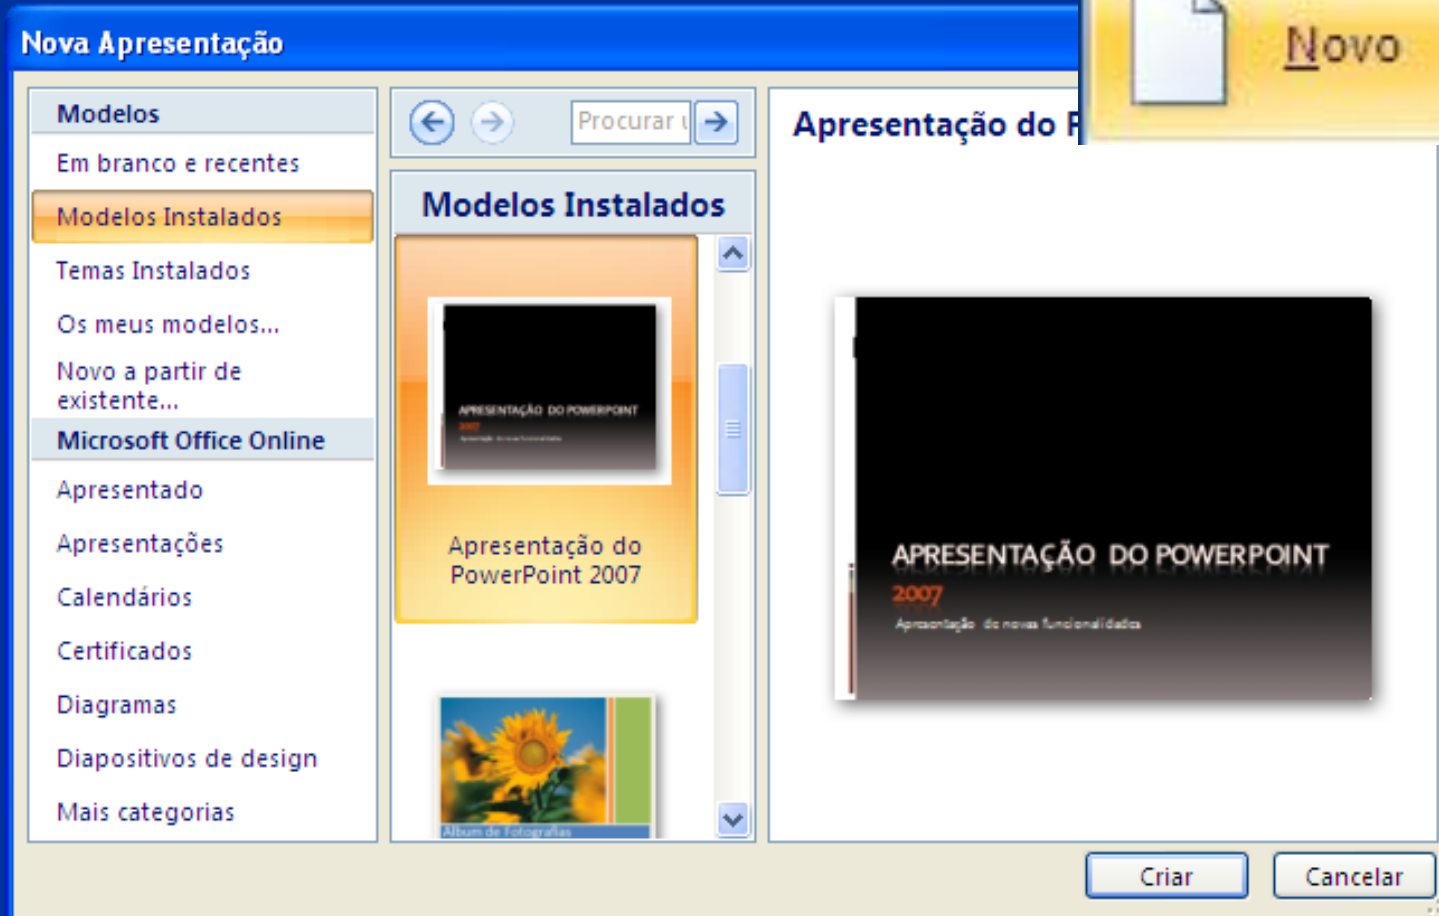 Nova Apresentação
Novo
Modelos
Em branco e recentes
Modelos Instalados
Temas Instalados
Os meus modelos...
Novo a partir de
existente...
Microsoft Office Online
Apresentado
Apresentações
Calendários
Certificados
Diagramas
Diapositivos de design
Mais categorias
Procurar
Modelos Instalados
APRESENTAÇÃO DO POWERPOINT
2007
Apresentação do
PowerPoint 2007
Álbum de Fotografias
Apresentação do
APRESENTAÇÃO DO POWERPOINT
2007
Apresentação de novas funcionalidades
Criar
Cancelar